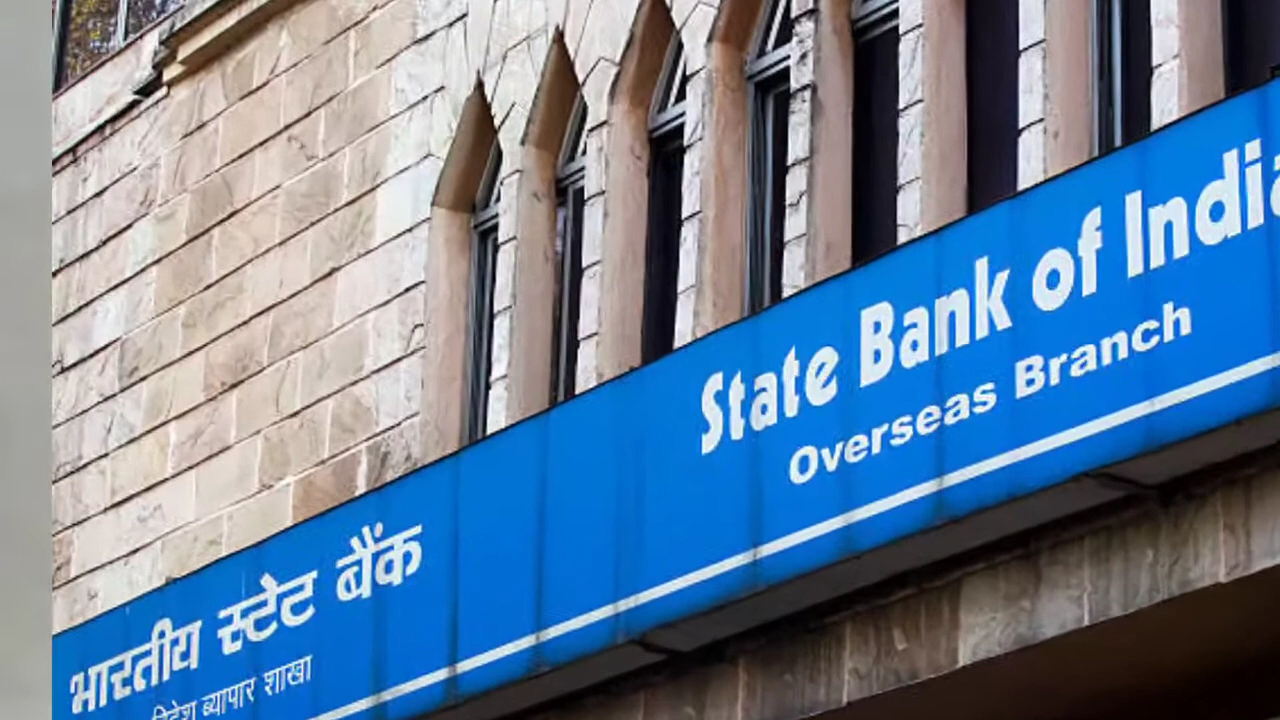 State Bank of India
Overseas Branch
भारतीय स्टेट बैंक
विदेश व्यापार शाखा